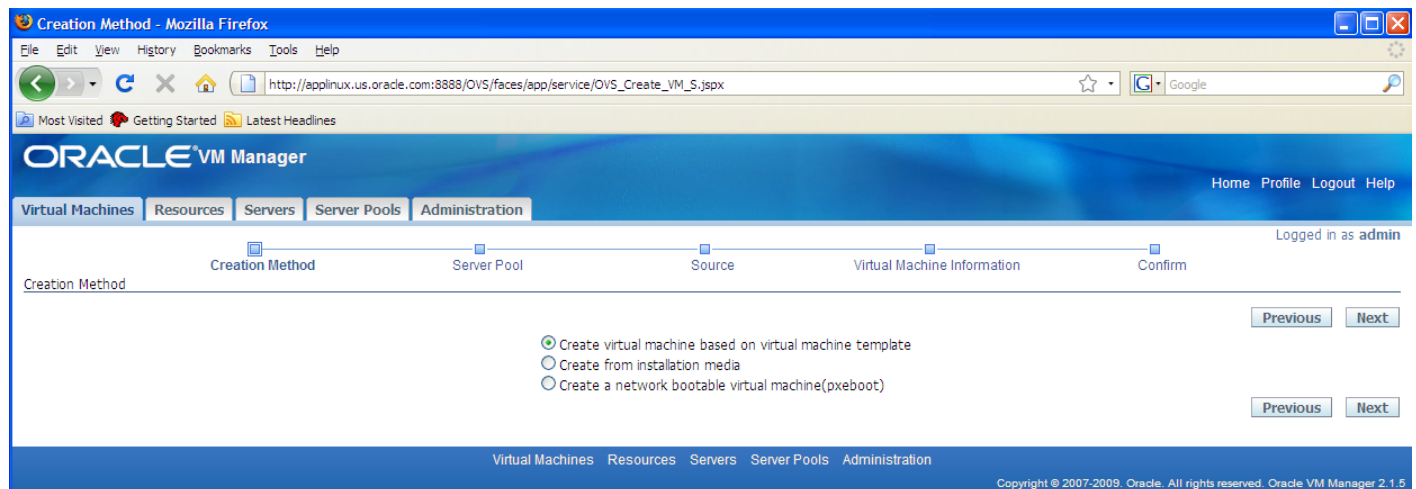 Creation Method - Mozilla Firefox
File Edit View History Bookmarks Tools Help
http://applinux.us.oracle.com:8888/OVS/faces/app/service/OVS_Create_VM_S.jspx
G Google
Most Visited Getting Started Latest Headlines
ORACLE VM Manager
Home Profile Logout Help
Virtual Machines Resources Servers Server Pools Administration
Logged in as admin
Creation Method Server Pool Source Virtual Machine Information Confirm
Creation Method
Previous Next
Create virtual machine based on virtual machine template
Create from installation media
Create a network bootable virtual machine(pxeboot)
Previous Next
Virtual Machines Resources Servers Server Pools Administration
Copyright © 2007-2009. Oracle. All rights reserved. Oracle VM Manager 2.1.5